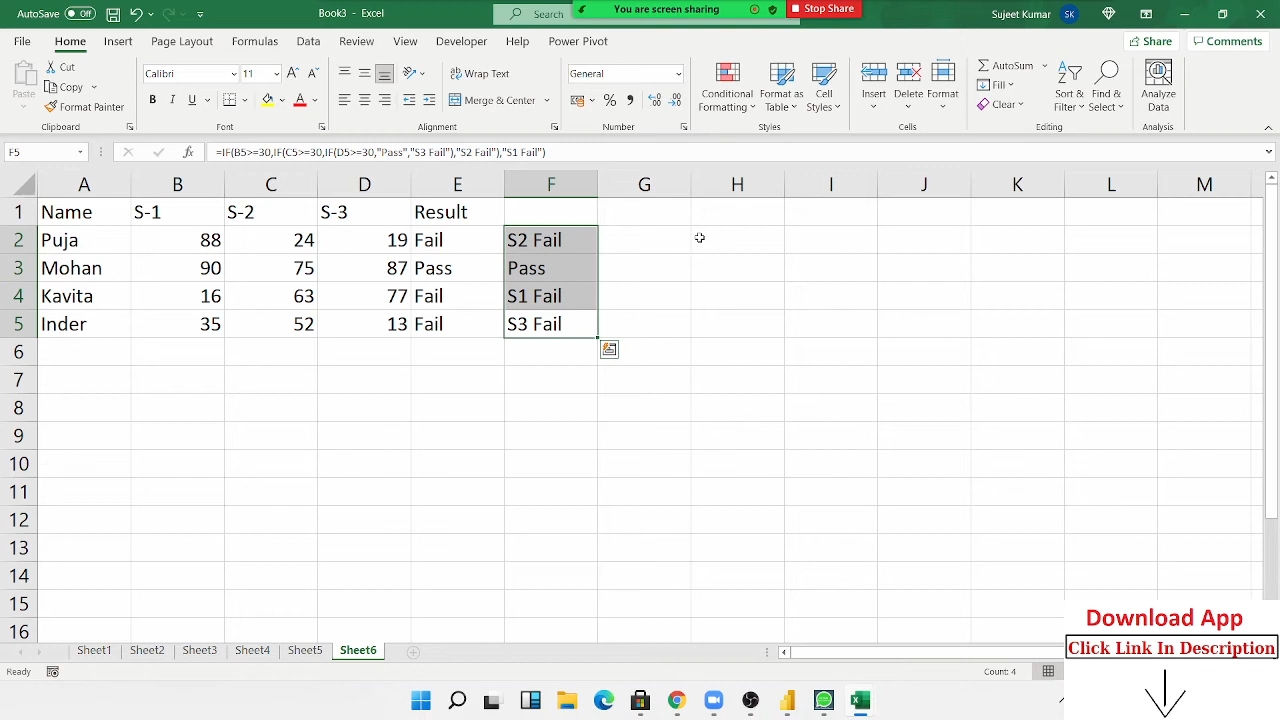 AutoSave Off Book3 - Excel Search You are screen sharing Stop Share Sujeet Kumar SK
File Home Insert Page Layout Formulas Data Review View Developer Help Power Pivot Share Comments
Paste Cut Copy Format Painter Clipboard
Calibri 11 B I U A Font
Wrap Text Merge & Center Alignment
General % Number
Conditional Formatting Format as Table Cell Styles Styles
Insert Delete Format Cells
AutoSum Fill Clear Sort & Filter Find & Select Editing
Analyze Data Analysis
F5 fx =IF(B5>=30,IF(C5>=30,IF(D5>=30,"Pass","S3 Fail"),"S2 Fail"),"S1 Fail")
A B C D E F G H I J K L M
1 Name S-1 S-2 S-3 Result
2 Puja 88 24 19 Fail S2 Fail
3 Mohan 90 75 87 Pass Pass
4 Kavita 16 63 77 Fail S1 Fail
5 Inder 35 52 13 Fail S3 Fail
6
7
8
9
10
11
12
13
14
15
16
Download App
Click Link In Description
Sheet1 Sheet2 Sheet3 Sheet4 Sheet5 Sheet6
Ready Count: 4